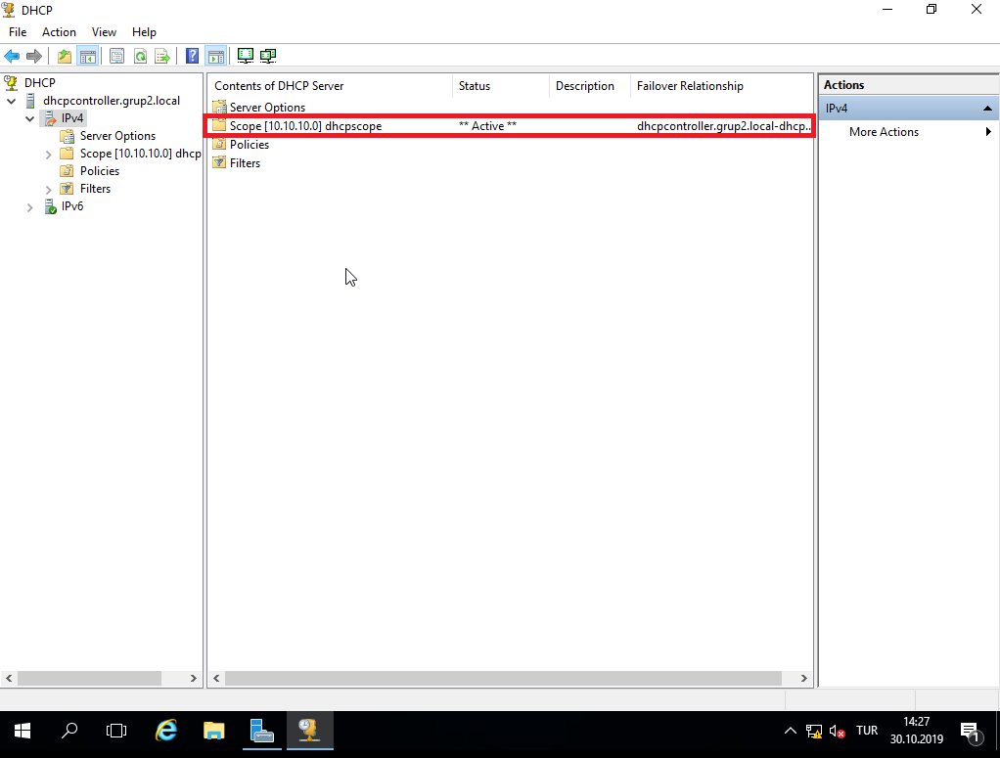 DHCP
File Action View Help
DHCP
dhcpcontroller.grup2.local
IPv4
Server Options
Scope [10.10.10.0] dhcp
Policies
Filters
IPv6
Contents of DHCP Server Status Description Failover Relationship
Server Options
Scope [10.10.10.0] dhcpscope ** Active ** dhcpcontroller.grup2.local-dhcp...
Policies
Filters
Actions
IPv4
More Actions
TUR
14:27
30.10.2019
1